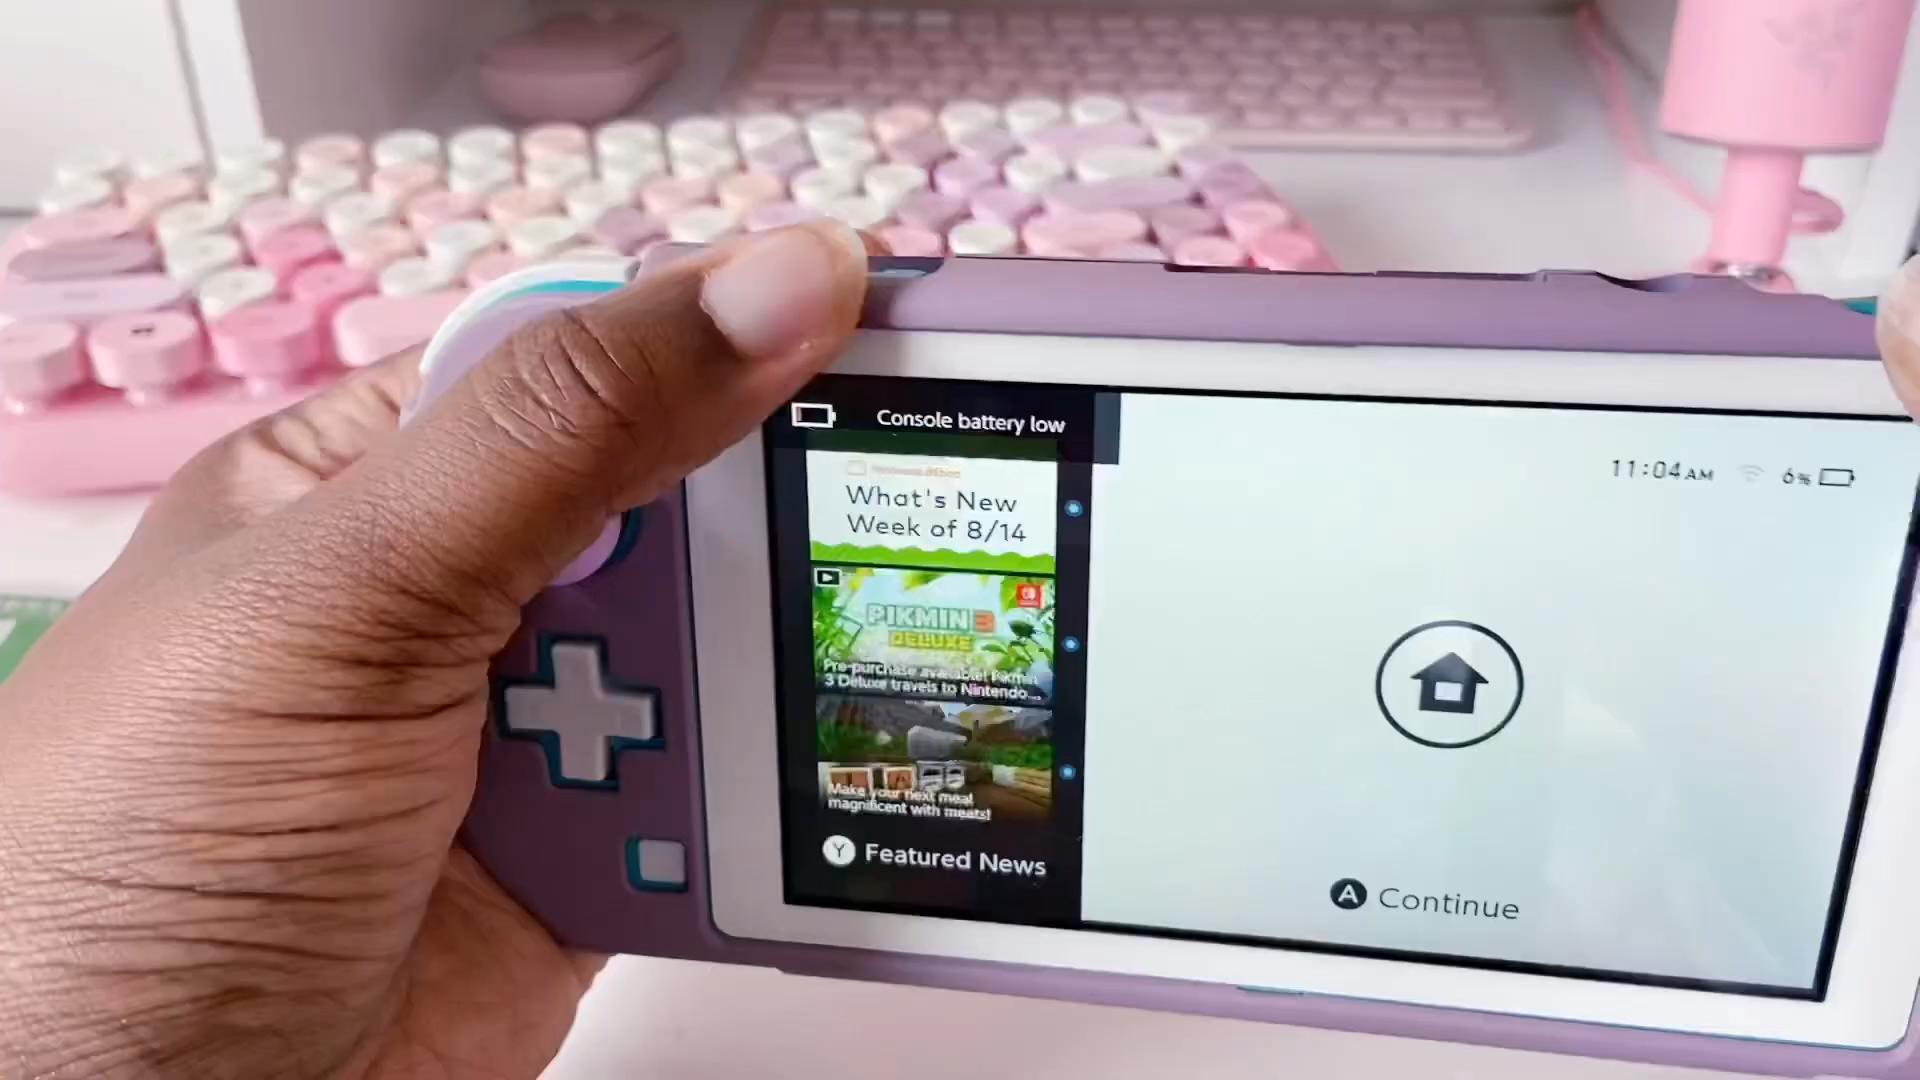 Console battery low
11:04 AM
6%
What's New
Week of 8/14
PIKMIN 3
DELUXE
Pre-purchase available! Pikmin
3 Deluxe travels to Nintendo...
Make your next meal
magnificent with meats!
Y Featured News
A Continue